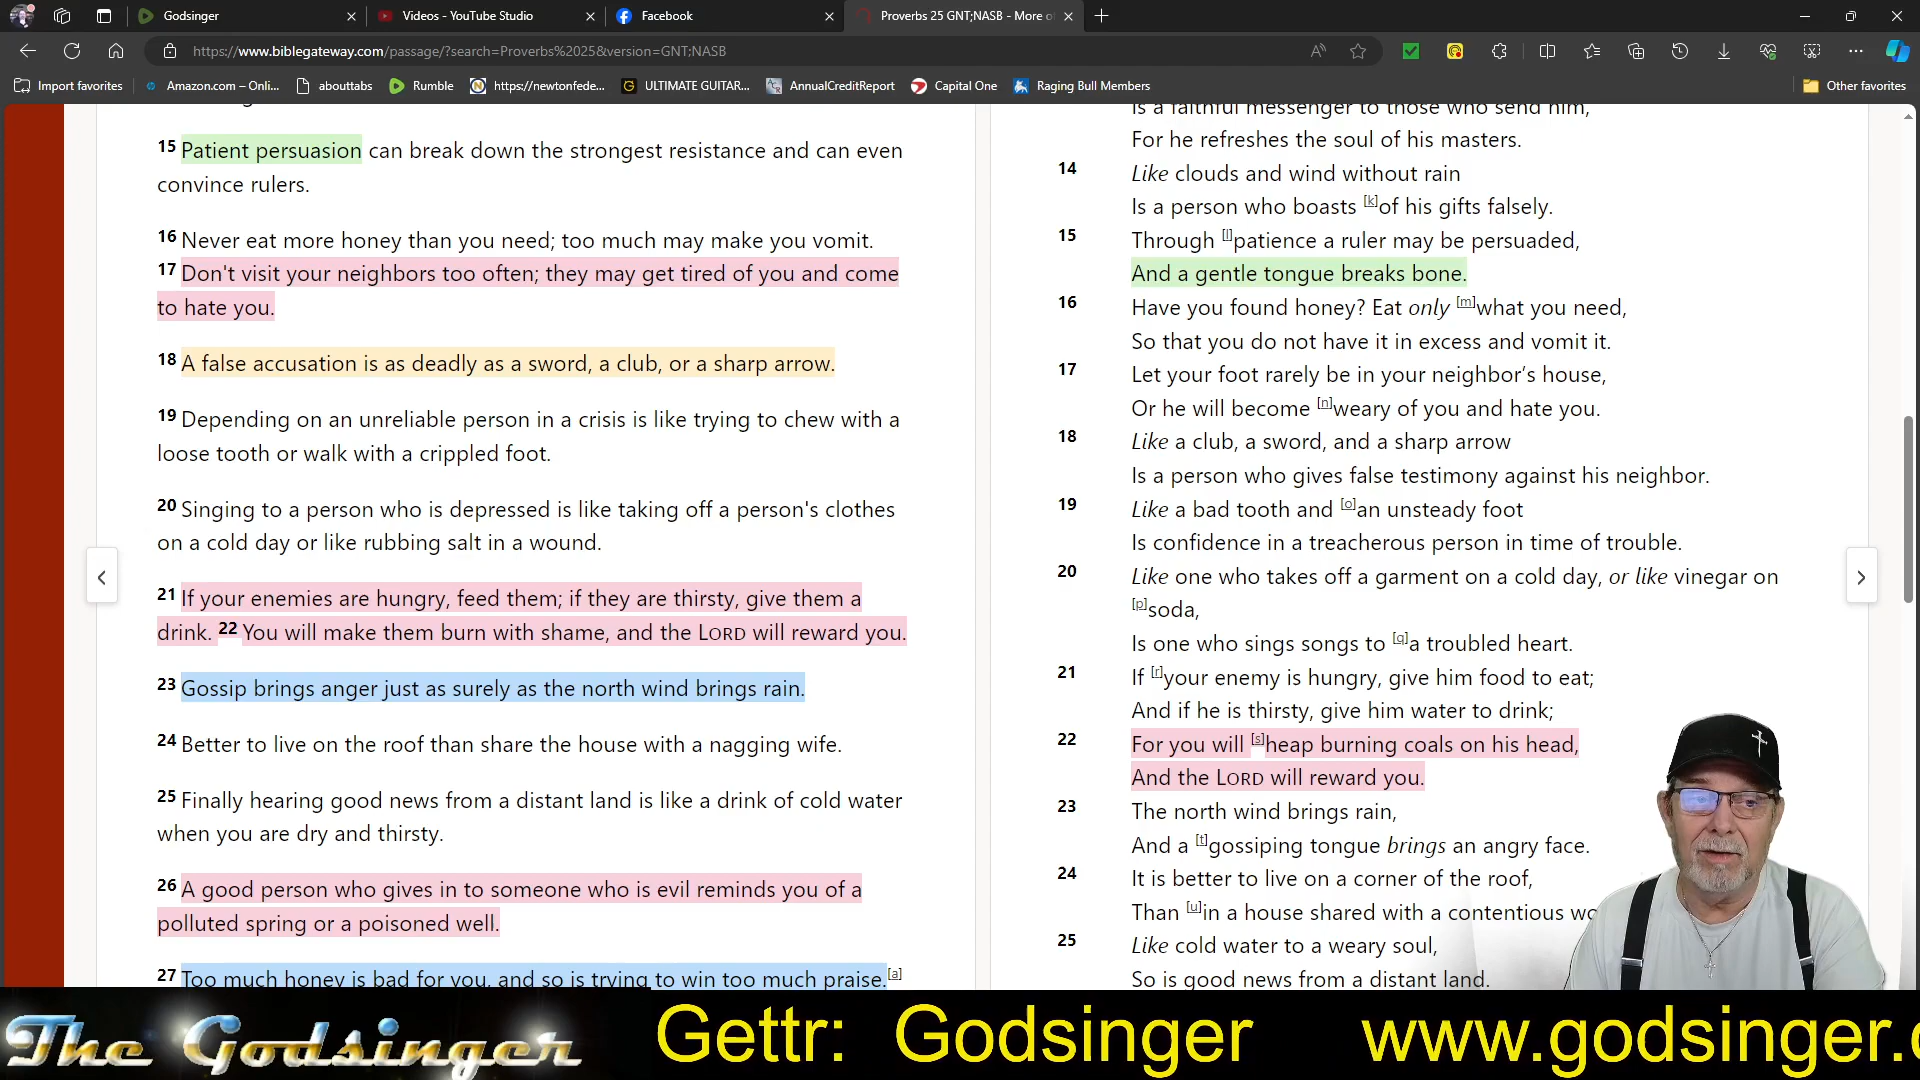 Godsinger
Videos - YouTube Studio
Facebook
Proverbs 25 GNT;NASB - More o
https://www.biblegateway.com/passage/?search=Proverbs%2025&version=GNT;NASB
Import favorites
Amazon.com – Onli...
abouttabs
Rumble
https://newtonfede...
ULTIMATE GUITAR...
AnnualCreditReport
Capital One
Raging Bull Members
Other favorites
15 Patient persuasion can break down the strongest resistance and can even
convince rulers.
16 Never eat more honey than you need; too much may make you vomit.
17 Don't visit your neighbors too often; they may get tired of you and come
to hate you.
18 A false accusation is as deadly as a sword, a club, or a sharp arrow.
19 Depending on an unreliable person in a crisis is like trying to chew with a
loose tooth or walk with a crippled foot.
20 Singing to a person who is depressed is like taking off a person's clothes
on a cold day or like rubbing salt in a wound.
21 If your enemies are hungry, feed them; if they are thirsty, give them a
drink. 22 You will make them burn with shame, and the LORD will reward you.
23 Gossip brings anger just as surely as the north wind brings rain.
24 Better to live on the roof than share the house with a nagging wife.
25 Finally hearing good news from a distant land is like a drink of cold water
when you are dry and thirsty.
26 A good person who gives in to someone who is evil reminds you of a
polluted spring or a poisoned well.
27 Too much honey is bad for you, and so is trying to win too much praise.[a]
Is a faithful messenger to those who send him,
For he refreshes the soul of his masters.
14 Like clouds and wind without rain
Is a person who boasts [k]of his gifts falsely.
15 Through [l]patience a ruler may be persuaded,
And a gentle tongue breaks bone.
16 Have you found honey? Eat only [m]what you need,
So that you do not have it in excess and vomit it.
17 Let your foot rarely be in your neighbor’s house,
Or he will become [n]weary of you and hate you.
18 Like a club, a sword, and a sharp arrow
Is a person who gives false testimony against his neighbor.
19 Like a bad tooth and [o]an unsteady foot
Is confidence in a treacherous person in time of trouble.
20 Like one who takes off a garment on a cold day, or like vinegar on
[p]soda,
Is one who sings songs to [q]a troubled heart.
21 If [r]your enemy is hungry, give him food to eat;
And if he is thirsty, give him water to drink;
22 For you will [s]heap burning coals on his head,
And the LORD will reward you.
23 The north wind brings rain,
And a [t]gossiping tongue brings an angry face.
24 It is better to live on a corner of the roof,
Than [u]in a house shared with a contentious wo
25 Like cold water to a weary soul,
So is good news from a distant land.
The Godsinger
Gettr: Godsinger www.godsinger.c